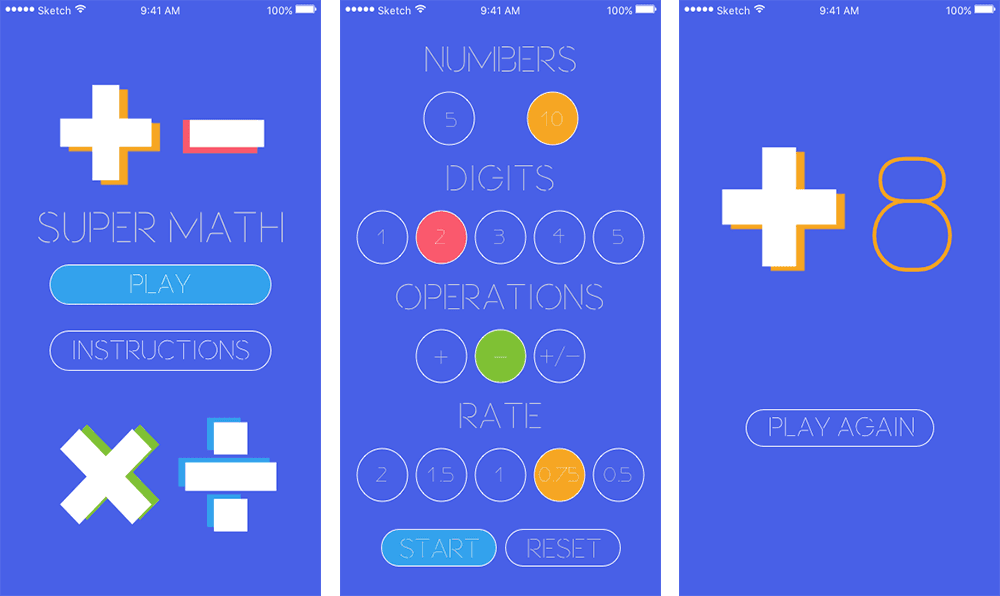 Sketch 9:41 AM 100%
SUPER MATH
PLAY
INSTRUCTIONS
Sketch 9:41 AM 100%
NUMBERS
5 10
DIGITS
1 2 3 4 5
OPERATIONS
+ – +/–
RATE
2 1.5 1 0.75 0.5
START RESET
Sketch 9:41 AM 100%
+ 8
PLAY AGAIN